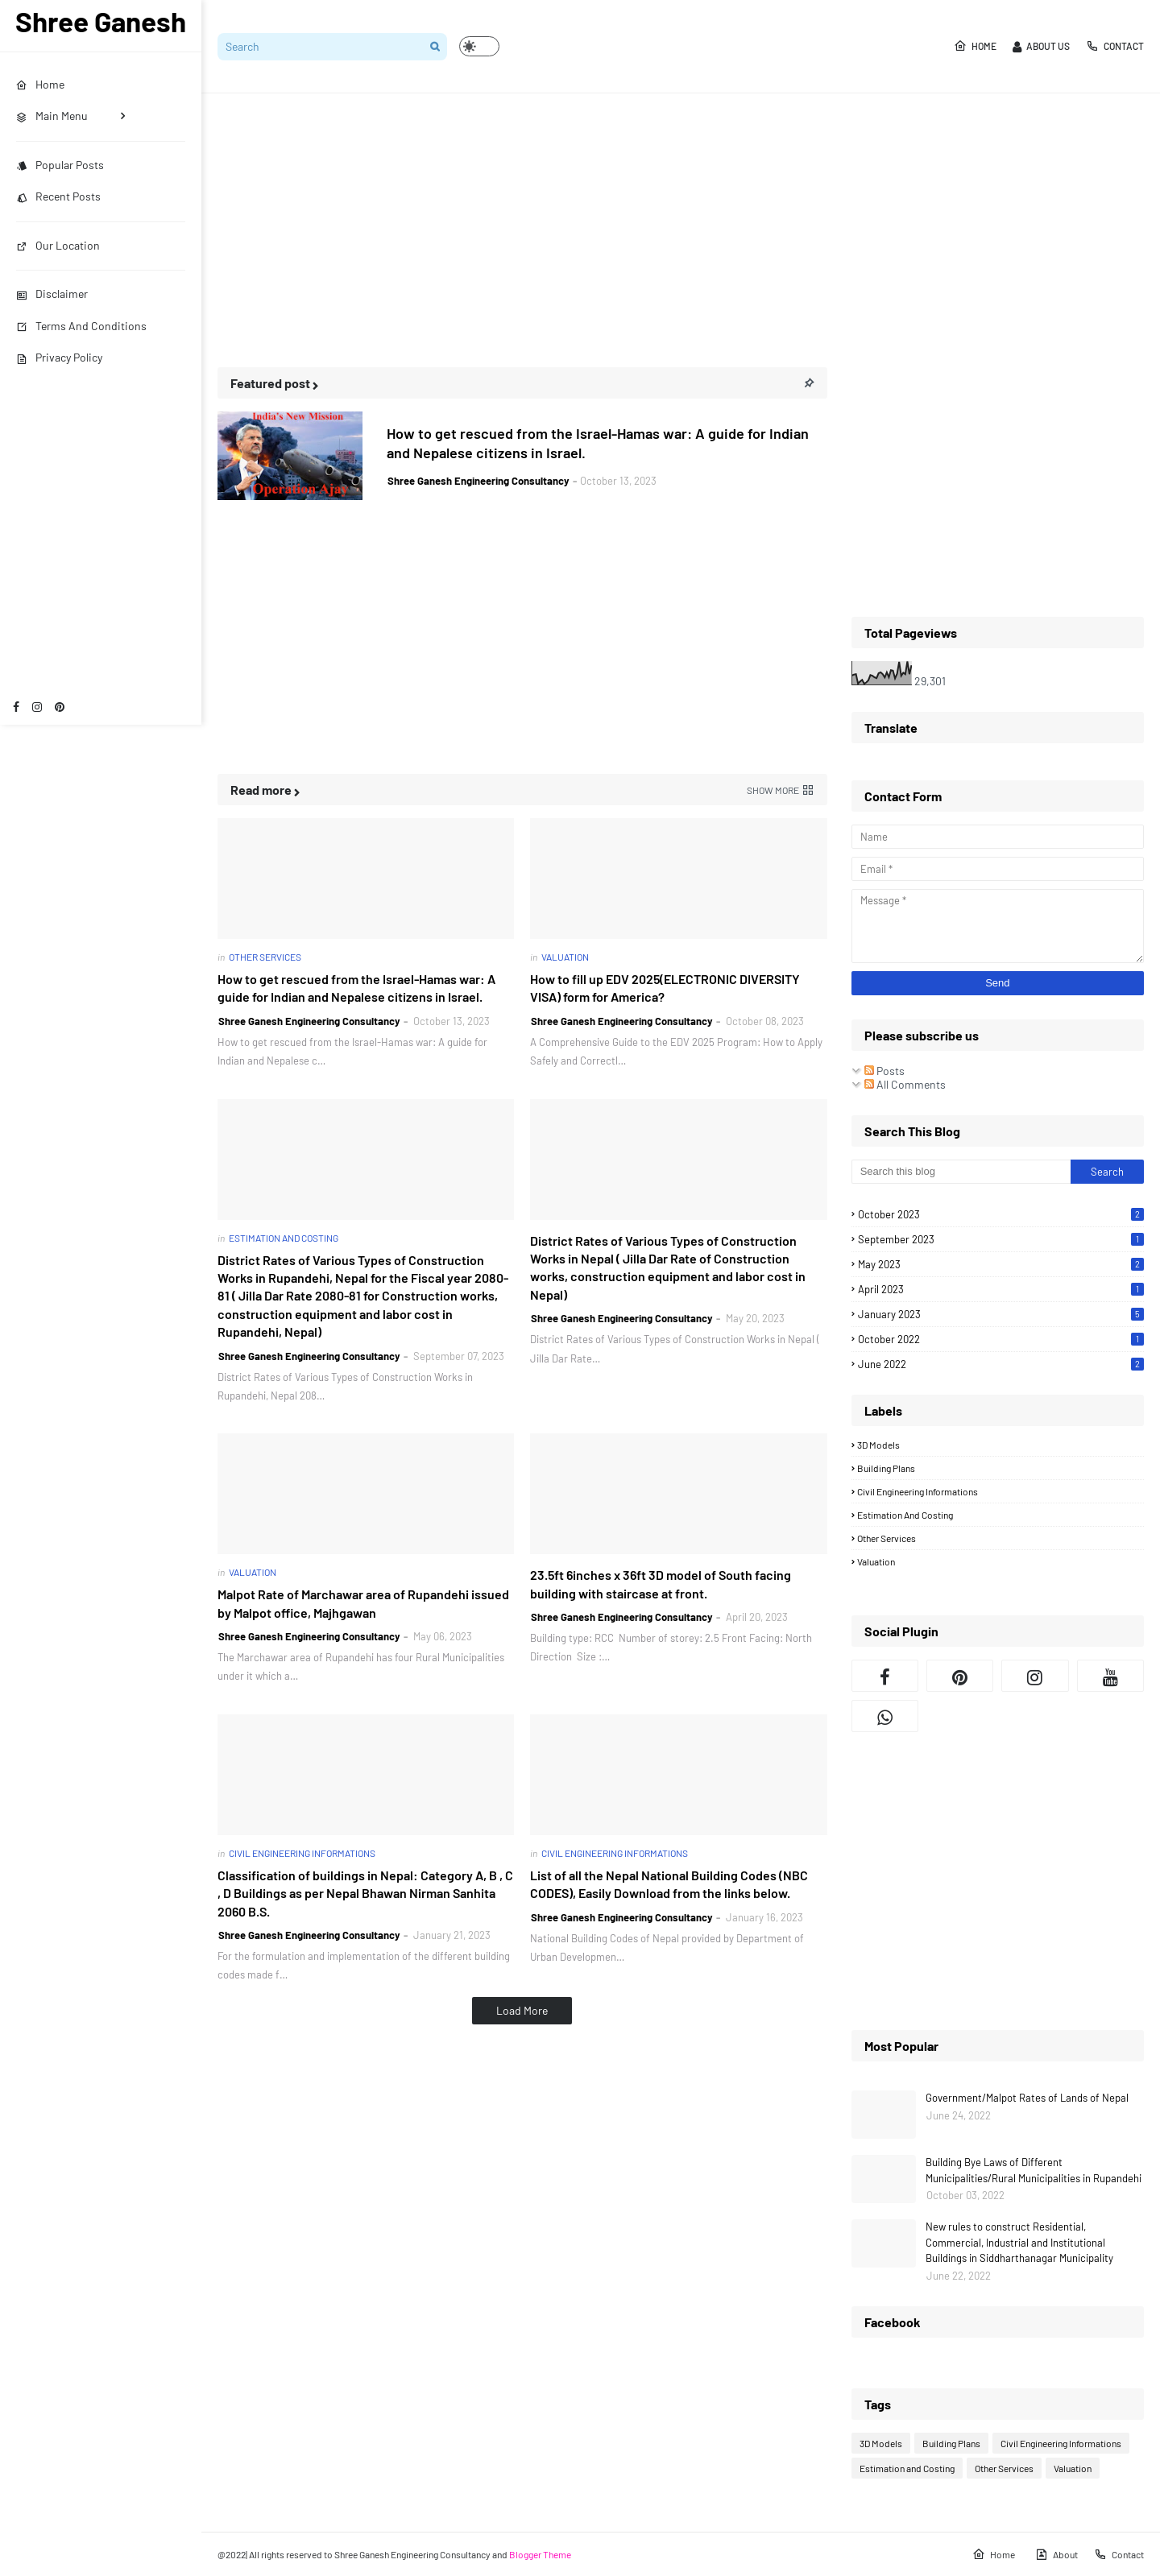 Shree Ganesh
Home
Main Menu
Popular Posts
Recent Posts
Our Location
Disclaimer
Terms And Conditions
Privacy Policy
Search
HOME
ABOUT US
CONTACT
Featured post
India's New Mission
Operation Ajay
How to get rescued from the Israel-Hamas war: A guide for Indian
and Nepalese citizens in Israel.
Shree Ganesh Engineering Consultancy - October 13, 2023
Read more
SHOW MORE
in OTHER SERVICES
How to get rescued from the Israel-Hamas war: A
guide for Indian and Nepalese citizens in Israel.
Shree Ganesh Engineering Consultancy - October 13, 2023
How to get rescued from the Israel-Hamas war: A guide for
Indian and Nepalese c…
in VALUATION
How to fill up EDV 2025(ELECTRONIC DIVERSITY
VISA) form for America?
Shree Ganesh Engineering Consultancy - October 08, 2023
A Comprehensive Guide to the EDV 2025 Program: How to Apply
Safely and Correctl…
in ESTIMATION AND COSTING
District Rates of Various Types of Construction
Works in Rupandehi, Nepal for the Fiscal year 2080-
81 ( Jilla Dar Rate 2080-81 for Construction works,
construction equipment and labor cost in
Rupandehi, Nepal)
Shree Ganesh Engineering Consultancy - September 07, 2023
District Rates of Various Types of Construction Works in
Rupandehi, Nepal 208…
District Rates of Various Types of Construction
Works in Nepal ( Jilla Dar Rate of Construction
works, construction equipment and labor cost in
Nepal)
Shree Ganesh Engineering Consultancy - May 20, 2023
District Rates of Various Types of Construction Works in Nepal (
Jilla Dar Rate…
in VALUATION
Malpot Rate of Marchawar area of Rupandehi issued
by Malpot office, Majhgawan
Shree Ganesh Engineering Consultancy - May 06, 2023
The Marchawar area of Rupandehi has four Rural Municipalities
under it which a…
23.5ft 6inches x 36ft 3D model of South facing
building with staircase at front.
Shree Ganesh Engineering Consultancy - April 20, 2023
Building type: RCC Number of storey: 2.5 Front Facing: North
Direction Size :…
in CIVIL ENGINEERING INFORMATIONS
Classification of buildings in Nepal: Category A, B , C
, D Buildings as per Nepal Bhawan Nirman Sanhita
2060 B.S.
Shree Ganesh Engineering Consultancy - January 21, 2023
For the formulation and implementation of the different building
codes made f…
in CIVIL ENGINEERING INFORMATIONS
List of all the Nepal National Building Codes (NBC
CODES), Easily Download from the links below.
Shree Ganesh Engineering Consultancy - January 16, 2023
National Building Codes of Nepal provided by Department of
Urban Developmen…
Load More
Total Pageviews
29,301
Translate
Contact Form
Name
Email *
Message *
Send
Please subscribe us
Posts
All Comments
Search This Blog
Search this blog
Search
October 2023 2
September 2023 1
May 2023 2
April 2023 1
January 2023 5
October 2022 1
June 2022 2
Labels
3D Models
Building Plans
Civil Engineering Informations
Estimation And Costing
Other Services
Valuation
Social Plugin
You Tube
Most Popular
Government/Malpot Rates of Lands of Nepal
June 24, 2022
Building Bye Laws of Different
Municipalities/Rural Municipalities in Rupandehi
October 03, 2022
New rules to construct Residential,
Commercial, Industrial and Institutional
Buildings in Siddharthanagar Municipality
June 22, 2022
Facebook
Tags
3D Models
Building Plans
Civil Engineering Informations
Estimation and Costing
Other Services
Valuation
@2022| All rights reserved to Shree Ganesh Engineering Consultancy and Blogger Theme
Home
About
Contact